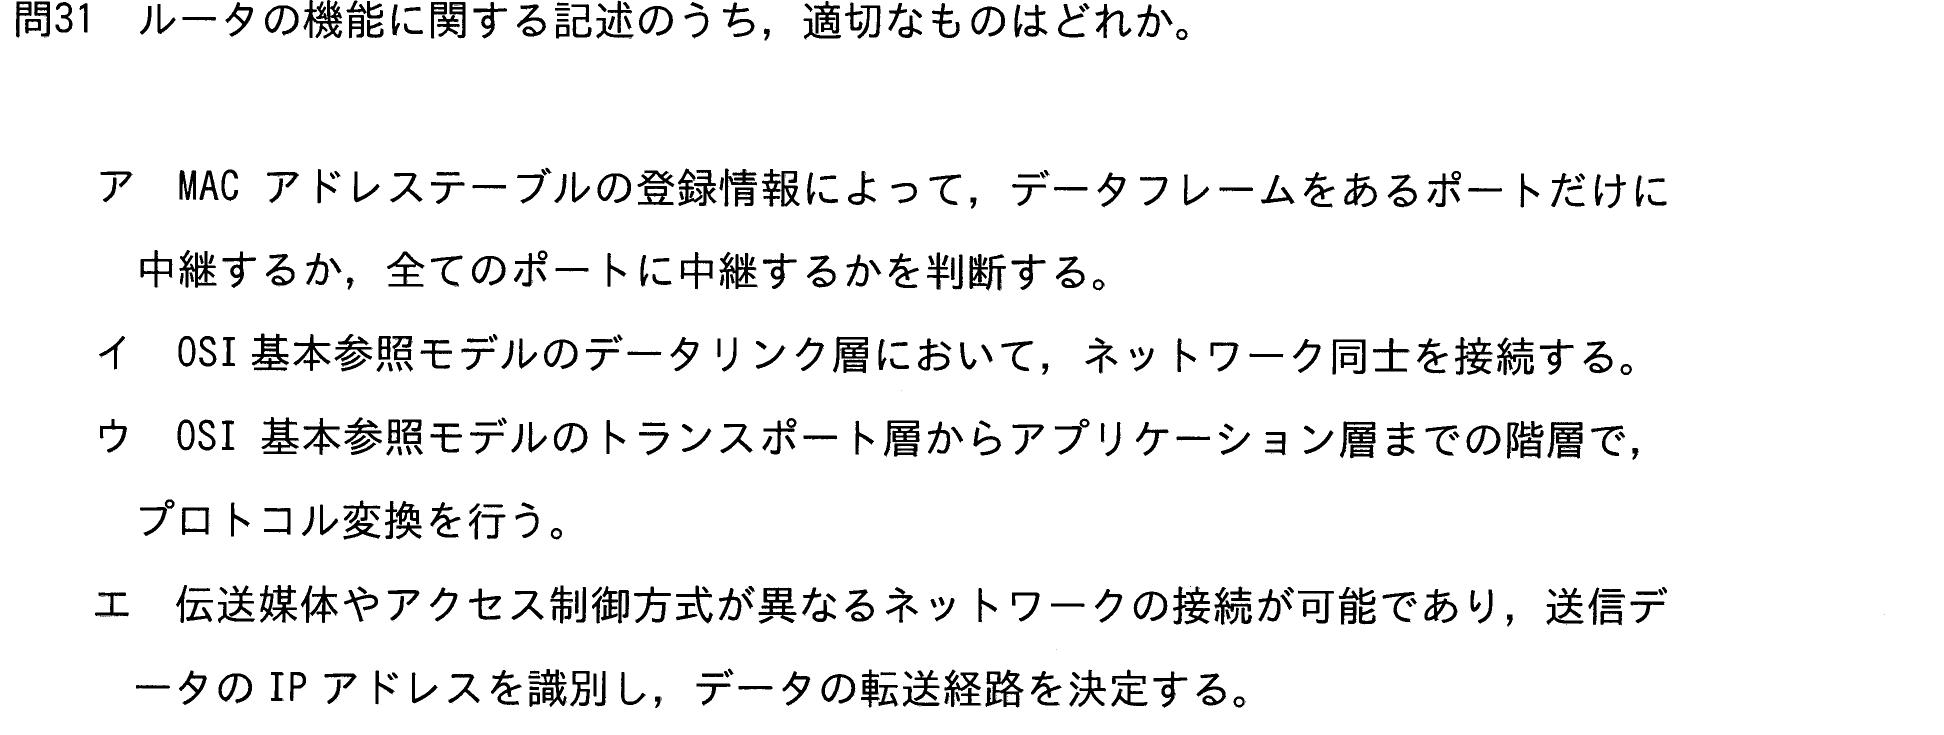 問31　ルータの機能に関する記述のうち，適切なものはどれか。
ア　MAC アドレステーブルの登録情報によって，データフレームをあるポートだけに
中継するか，全てのポートに中継するかを判断する。
イ　OSI 基本参照モデルのデータリンク層において，ネットワーク同士を接続する。
ウ　OSI 基本参照モデルのトランスポート層からアプリケーション層までの階層で，
プロトコル変換を行う。
エ　伝送媒体やアクセス制御方式が異なるネットワークの接続が可能であり，送信デ
ータの IP アドレスを識別し，データの転送経路を決定する。